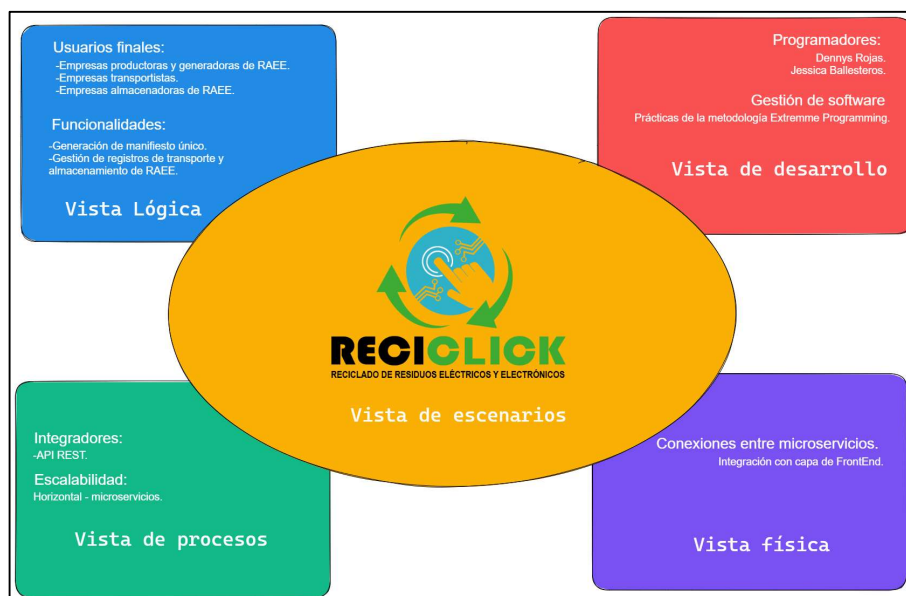 Usuarios finales:
-Empresas productoras y generadoras de RAEE.
-Empresas transportistas.
-Empresas almacenadoras de RAEE.
Funcionalidades:
-Generación de manifiesto único.
-Gestión de registros de transporte y
almacenamiento de RAEE.
Vista Lógica
Programadores:
Dennys Rojas.
Jessica Ballesteros.
Gestión de software
Prácticas de la metodología Extremme Programming.
Vista de desarrollo
RECICLICK
RECICLADO DE RESIDUOS ELÉCTRICOS Y ELECTRÓNICOS
Vista de escenarios
Integradores:
-API REST.
Escalabilidad:
Horizontal - microservicios.
Vista de procesos
Conexiones entre microservicios.
Integración con capa de FrontEnd.
Vista física